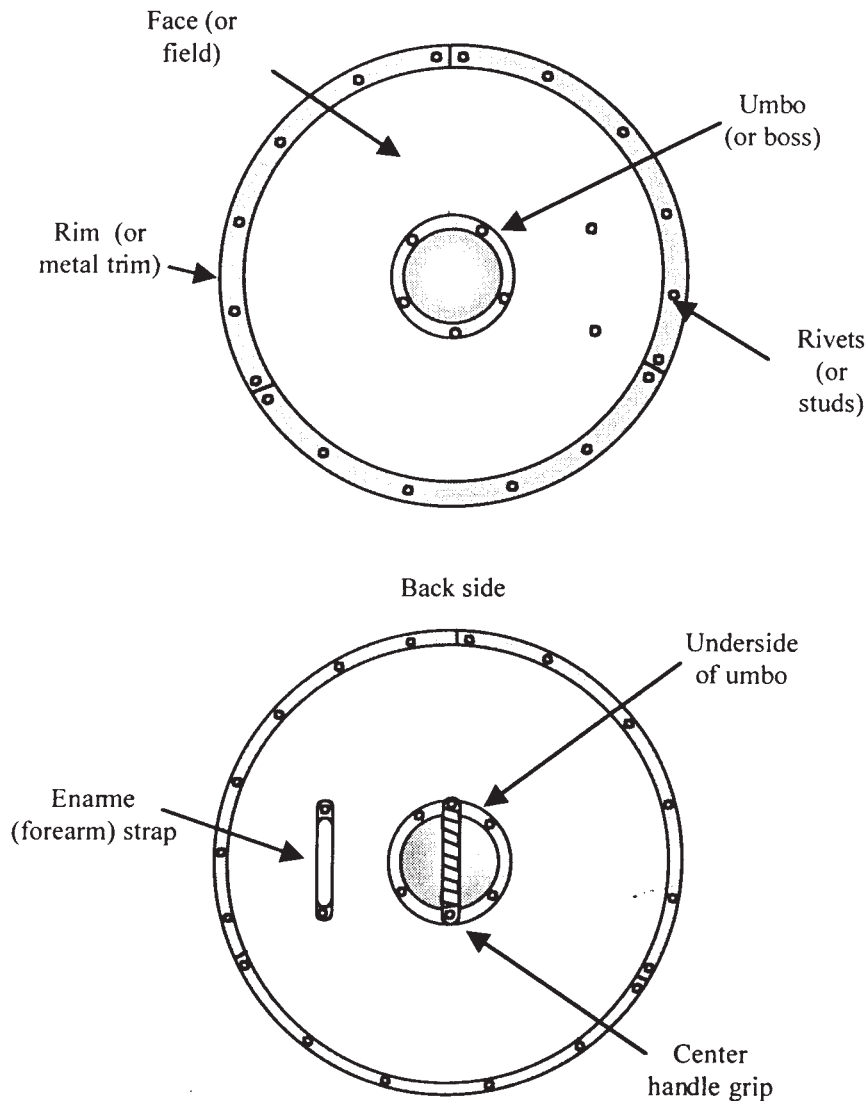 Face (or
field)
Umbo
(or boss)
Rim (or
metal trim)
Rivets
(or
studs)
Back side
Underside
of umbo
Enarme
(forearm) strap
Center
handle grip